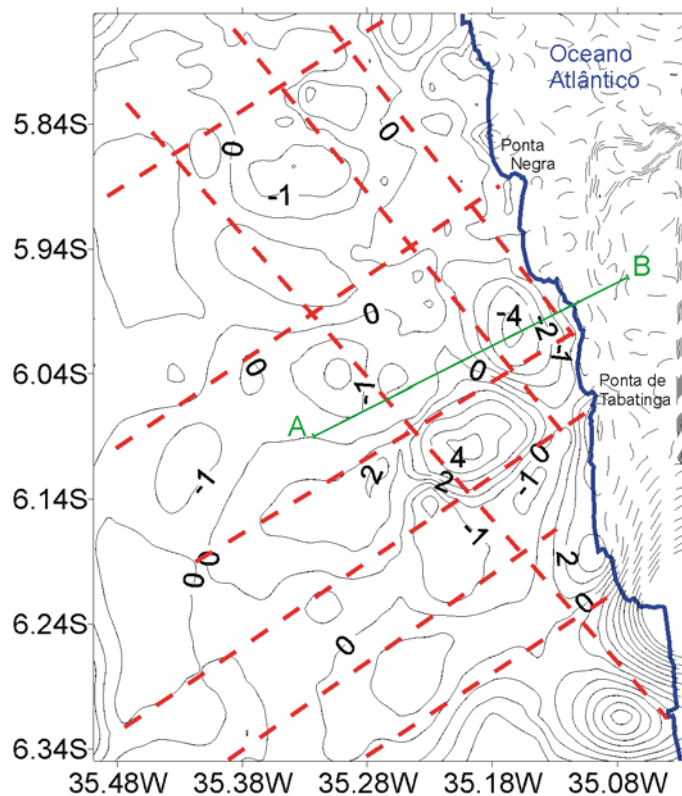 Oceano
Atlântico
5.84S
0
0
Ponta
Negra
-1
5.94S
B
-4
0
-2
-1
6.04S
0
0
-1
Ponta de
Tabatinga
A
4
0
2
-1
2
-1
6.14S
-1
2
0
0
0
6.24S
0
6.34S
35.48W
35.38W
35.28W
35.18W
35.08W